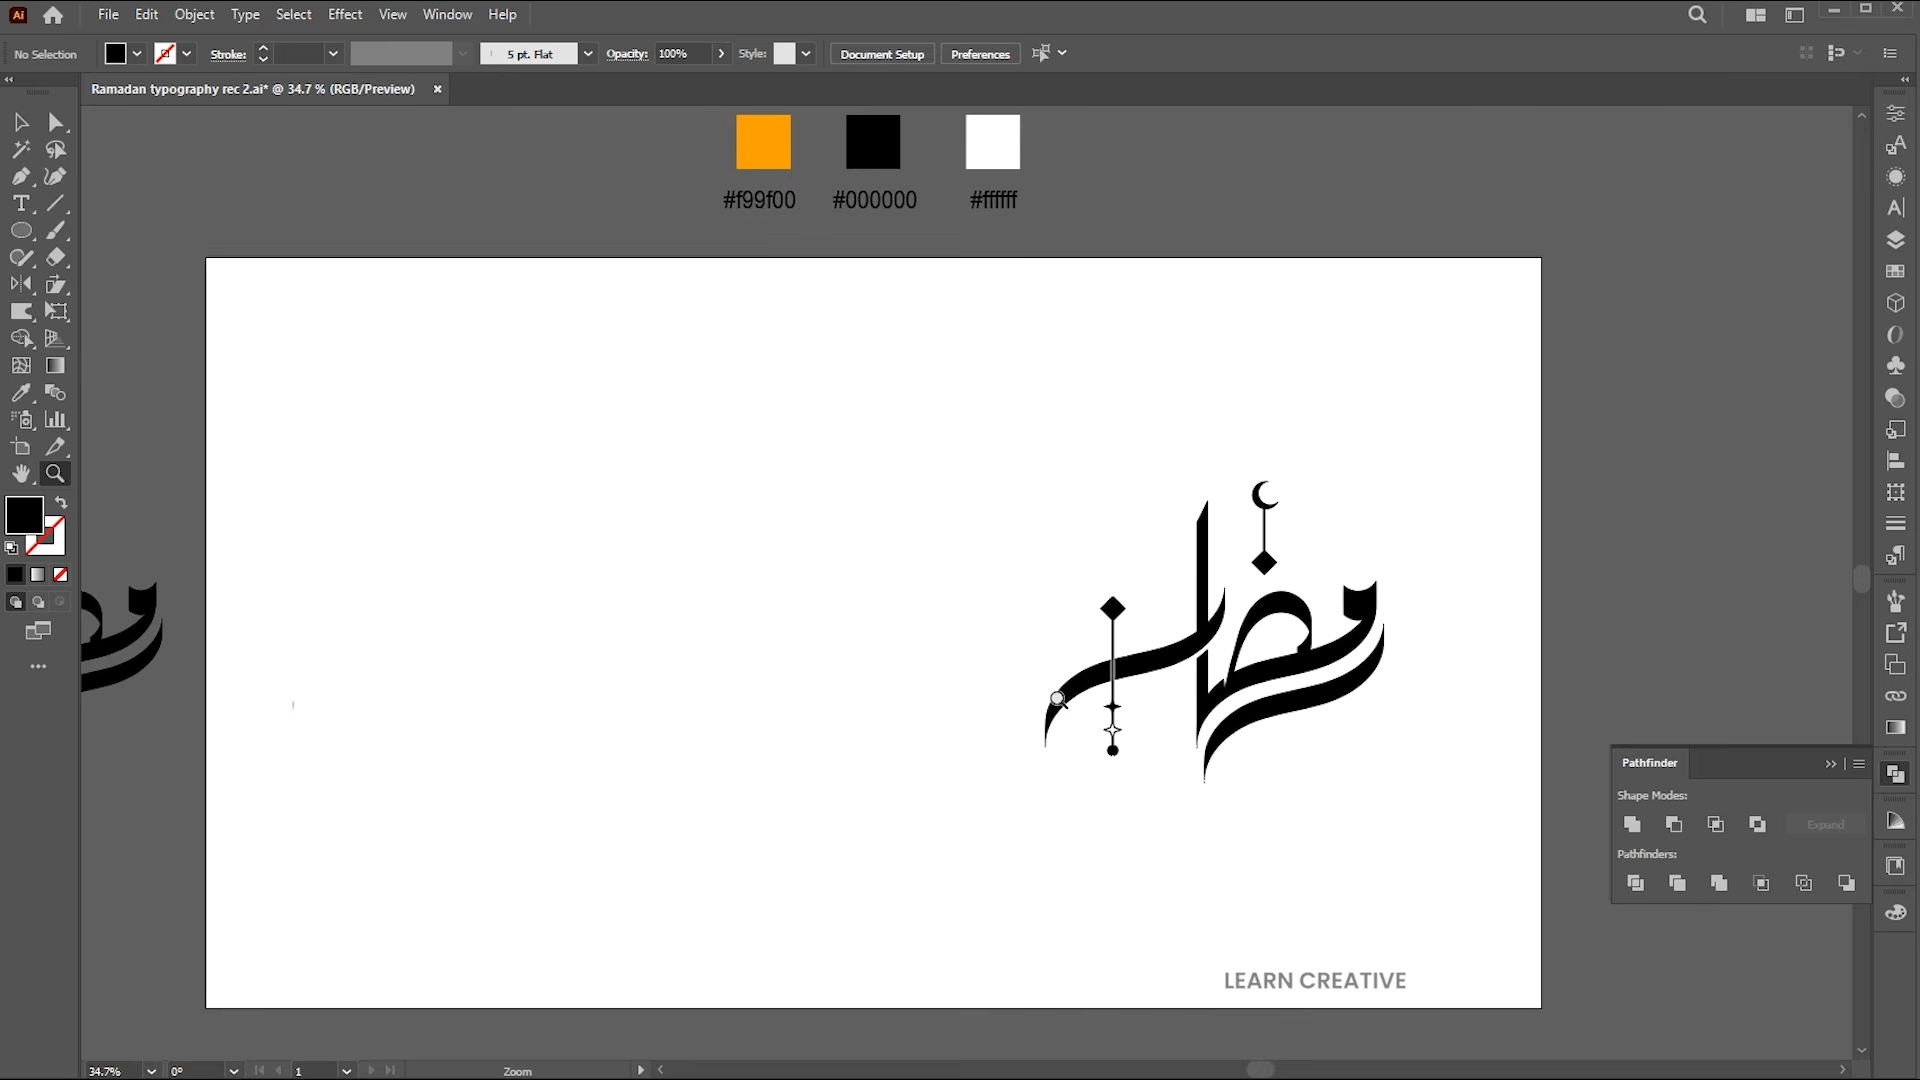 Ai File Edit Object Type Select Effect View Window Help
No Selection Stroke: 5 pt. Flat Opacity: 100% Style: Document Setup Preferences
Ramadan typography rec 2.ai* @ 34.7 % (RGB/Preview) ×
#f99f00 #000000 #ffffff
رمضان
Pathfinder
Shape Modes:
Expand
Pathfinders:
LEARN CREATIVE
34.7% 0° 1 Zoom